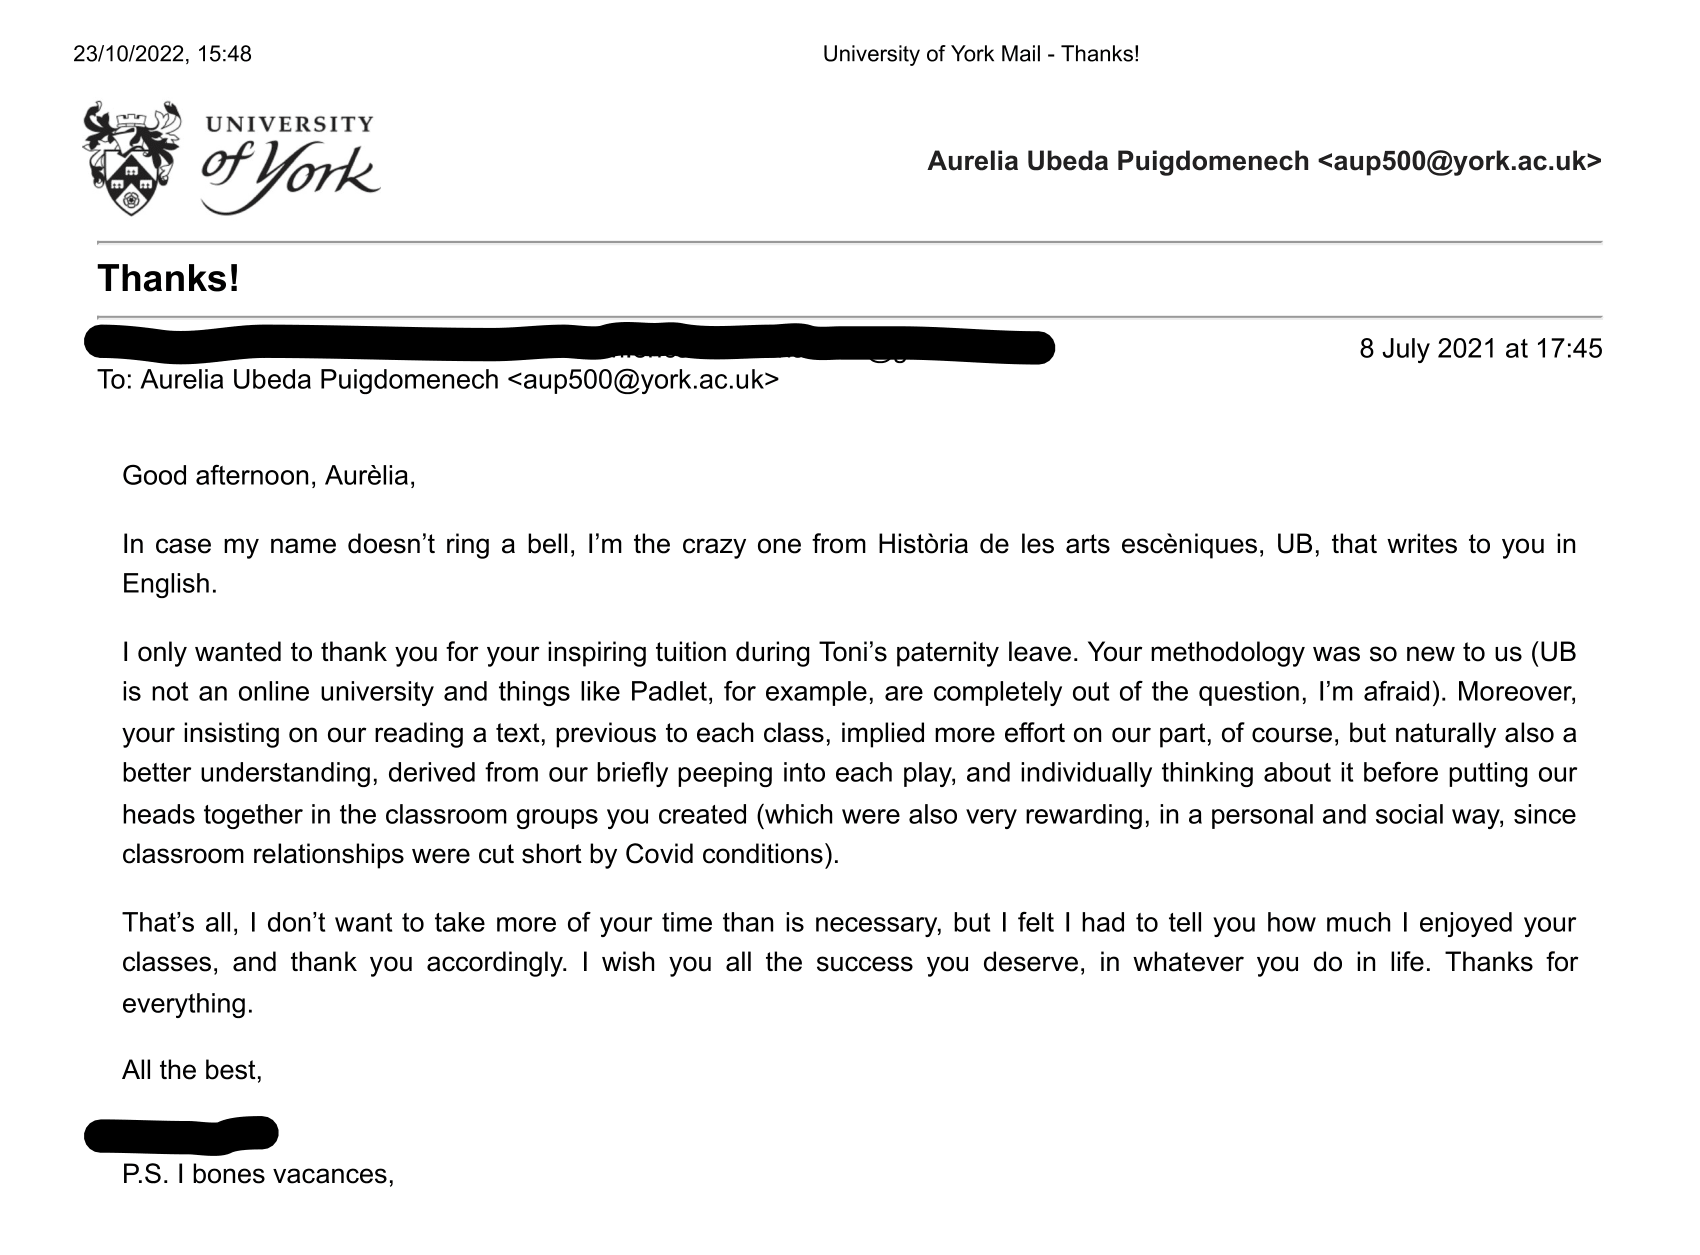 23/10/2022, 15:48
University of York Mail - Thanks!
UNIVERSITY
of York
Aurelia Ubeda Puigdomenech <aup500@york.ac.uk>
Thanks!
8 July 2021 at 17:45
To: Aurelia Ubeda Puigdomenech <aup500@york.ac.uk>
Good afternoon, Aurèlia,
In case my name doesn’t ring a bell, I’m the crazy one from Història de les arts escèniques, UB, that writes to you in
English.
I only wanted to thank you for your inspiring tuition during Toni’s paternity leave. Your methodology was so new to us (UB
is not an online university and things like Padlet, for example, are completely out of the question, I’m afraid). Moreover,
your insisting on our reading a text, previous to each class, implied more effort on our part, of course, but naturally also a
better understanding, derived from our briefly peeping into each play, and individually thinking about it before putting our
heads together in the classroom groups you created (which were also very rewarding, in a personal and social way, since
classroom relationships were cut short by Covid conditions).
That’s all, I don’t want to take more of your time than is necessary, but I felt I had to tell you how much I enjoyed your
classes, and thank you accordingly. I wish you all the success you deserve, in whatever you do in life. Thanks for
everything.
All the best,
P.S. I bones vacances,